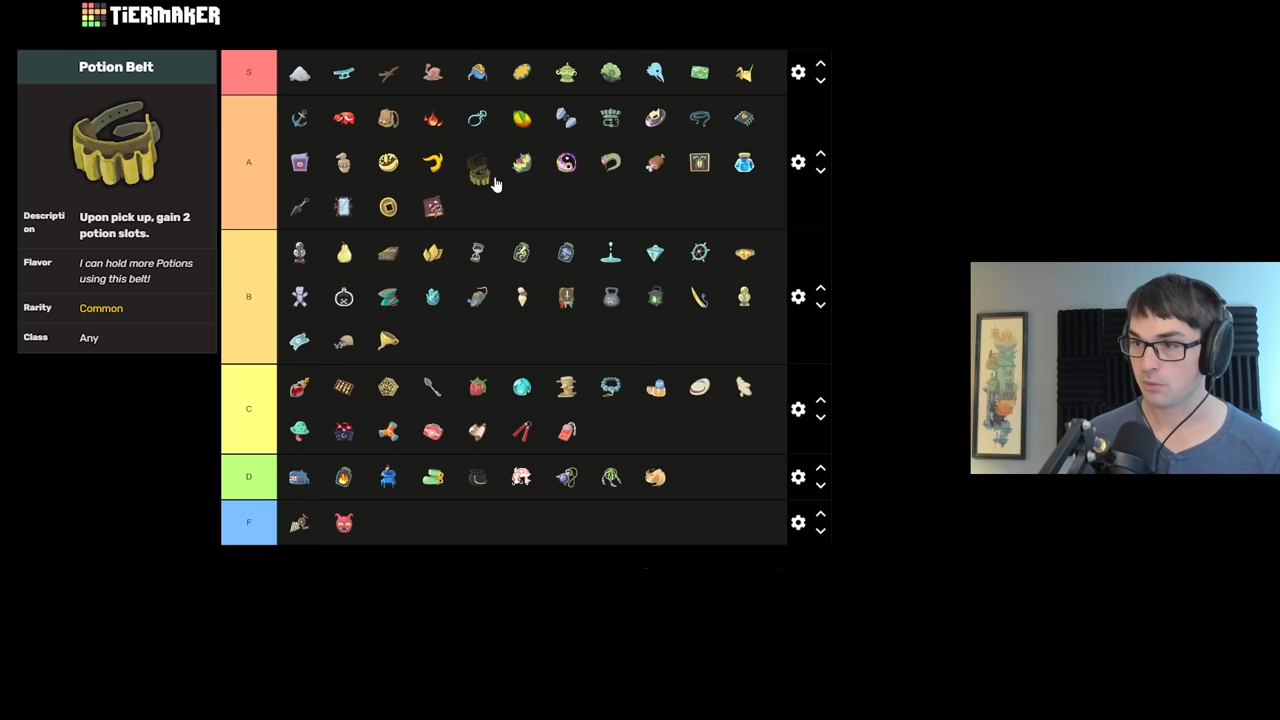 TiERMAKER
Potion Belt
Descripti
on
Upon pick up, gain 2
potion slots.
Flavor
I can hold more Potions
using this belt!
Rarity
Common
Class
Any
S
A
B
C
D
F